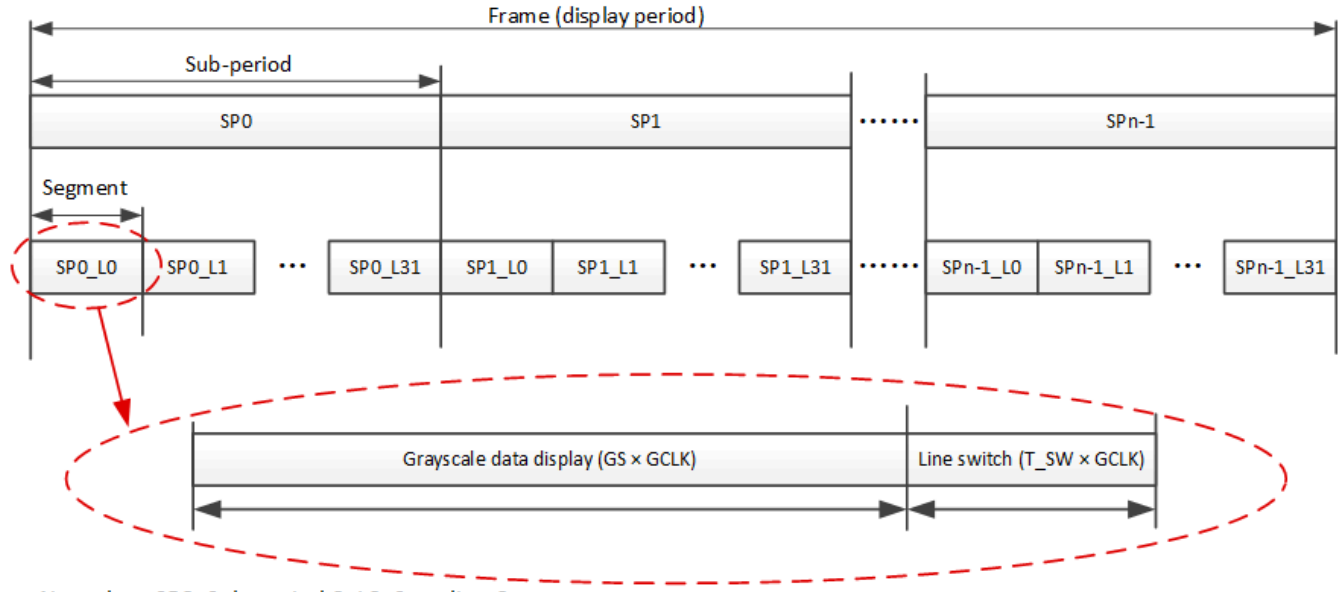 Frame (display period)
Sub-period
SP0 SP1 ...... SPn-1
Segment
SP0_L0 SP0_L1 ... SP0_L31 SP1_L0 SP1_L1 ... SP1_L31 ...... SPn-1_L0 SPn-1_L1 ... SPn-1_L31
Grayscale data display (GS × GCLK) Line switch (T_SW × GCLK)